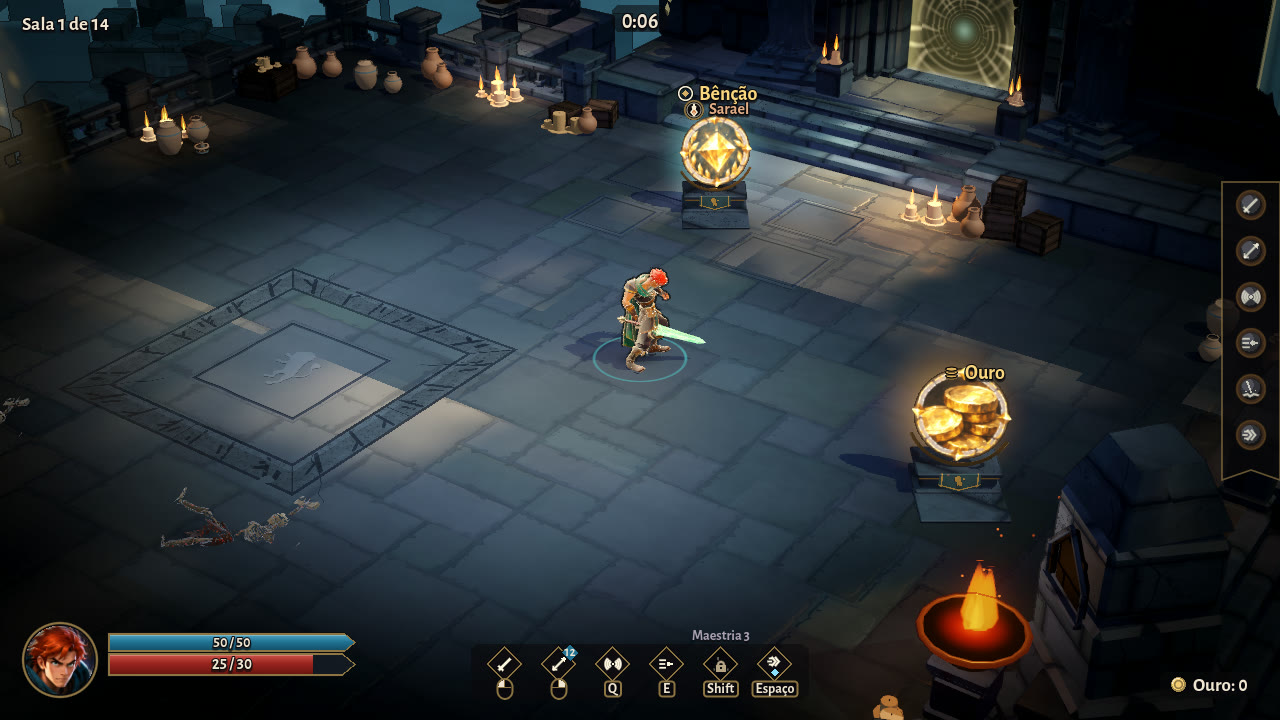 Sala 1 de 14
0:06
Bênção
Sarael
Ouro
50/50
25/30
Maestria 3
12
Q
E
Shift
Espaço
Ouro: 0